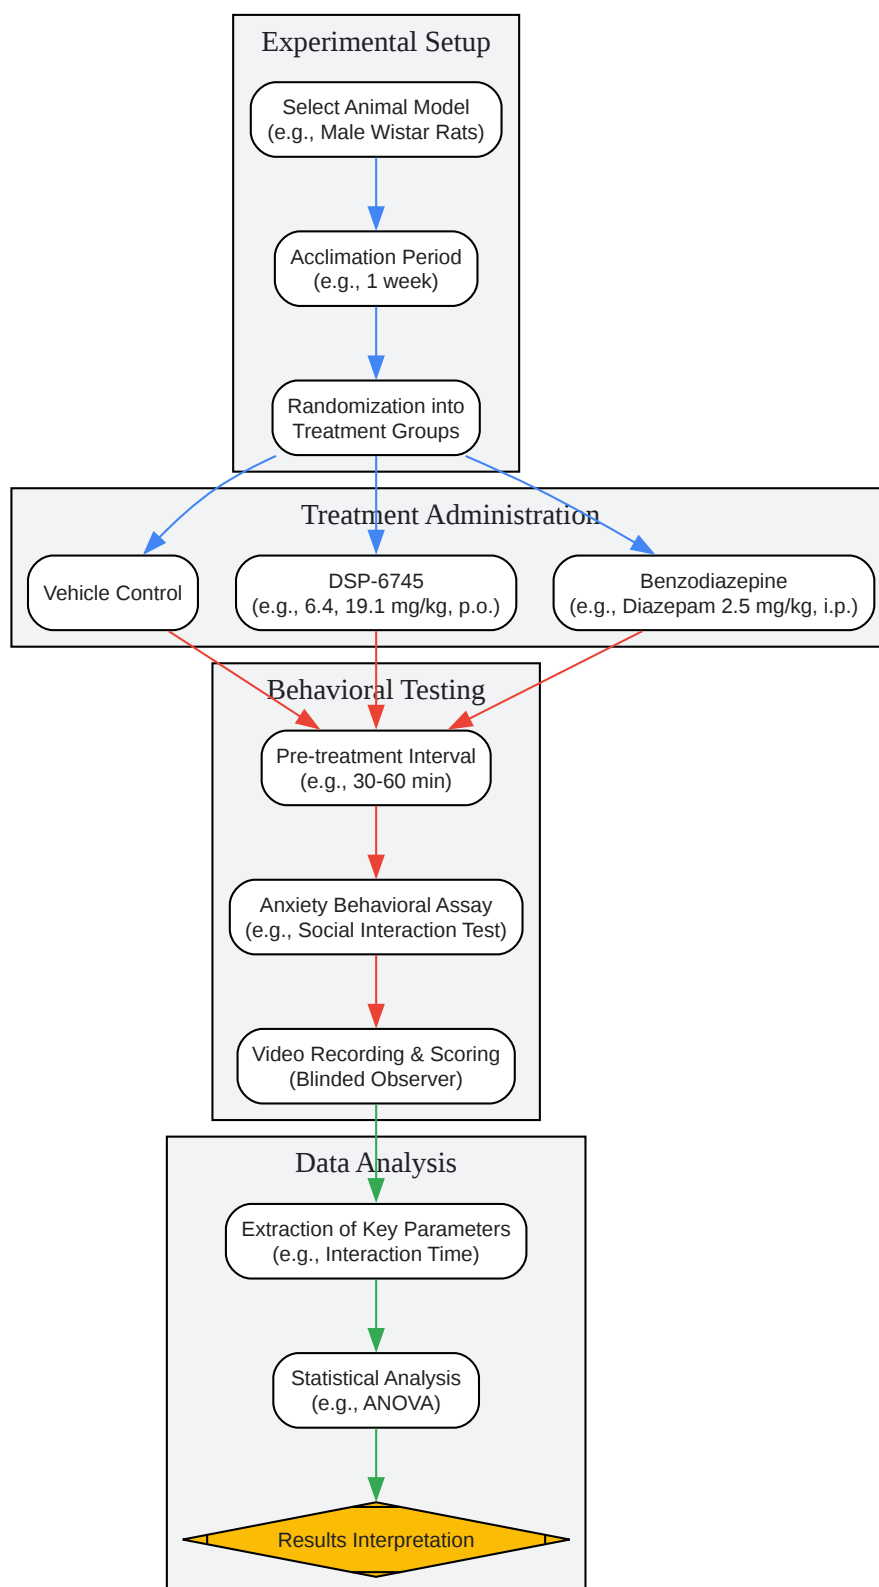 Experimental Setup
Select Animal Model
(e.g., Male Wistar Rats)
Acclimation Period
(e.g., 1 week)
Randomization into
Treatment Groups
Treatment Administration
Vehicle Control
DSP-6745
(e.g., 6.4, 19.1 mg/kg, p.o.)
Benzodiazepine
(e.g., Diazepam 2.5 mg/kg, i.p.)
Behavioral Testing
Pre-treatment Interval
(e.g., 30-60 min)
Anxiety Behavioral Assay
(e.g., Social Interaction Test)
Video Recording & Scoring
(Blinded Observer)
Data Analysis
Extraction of Key Parameters
(e.g., Interaction Time)
Statistical Analysis
(e.g., ANOVA)
Results Interpretation